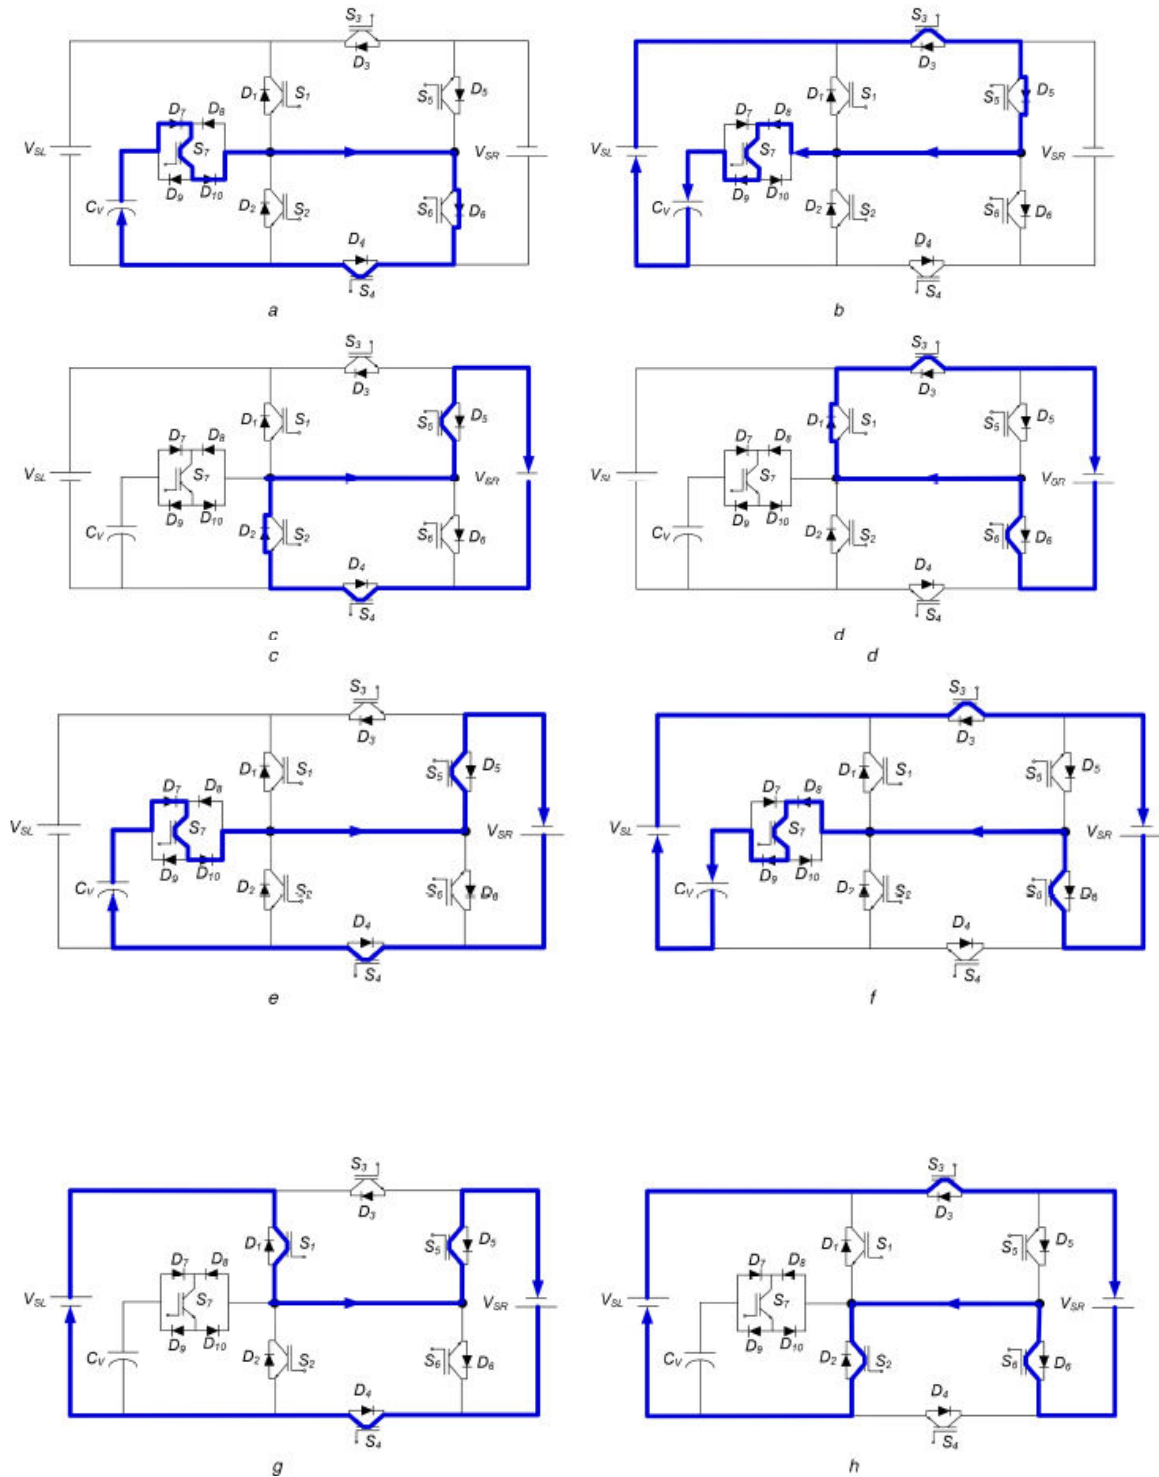 S3
D3
D1 S1
S5 D5
D7 D8
S7
VSL
VSR
D9 D10
CV
D2 S2
S6 D6
D4
S4
a
S3
D3
D1 S1
S5 D5
D7 D8
S7
VSL
VSR
D9 D10
CV
D2 S2
S6 D6
D4
S4
b
S3
D3
D1 S1
S5 D5
D7 D8
S7
VSL
VSR
D9 D10
CV
D2 S2
S6 D6
D4
S4
c
c
S3
D3
D1 S1
S5 D5
D7 D8
S7
VSL
VSR
D9 D10
CV
D2 S2
S6 D6
D4
S4
d
d
S3
D3
D1 S1
S5 D5
D7 D8
S7
VSL
VSR
D9 D10
CV
D2 S2
S6 D6
D4
S4
e
S3
D3
D1 S1
S5 D5
D7 D8
S7
VSL
VSR
D9 D10
CV
D2 S2
S6 D6
D4
S4
f
S3
D3
D1 S1
S5 D5
D7 D8
S7
VSL
VSR
D9 D10
CV
D2 S2
S6 D6
D4
S4
g
S3
D3
D1 S1
S5 D5
D7 D8
S7
VSL
VSR
D9 D10
CV
D2 S2
S6 D6
D4
S4
h